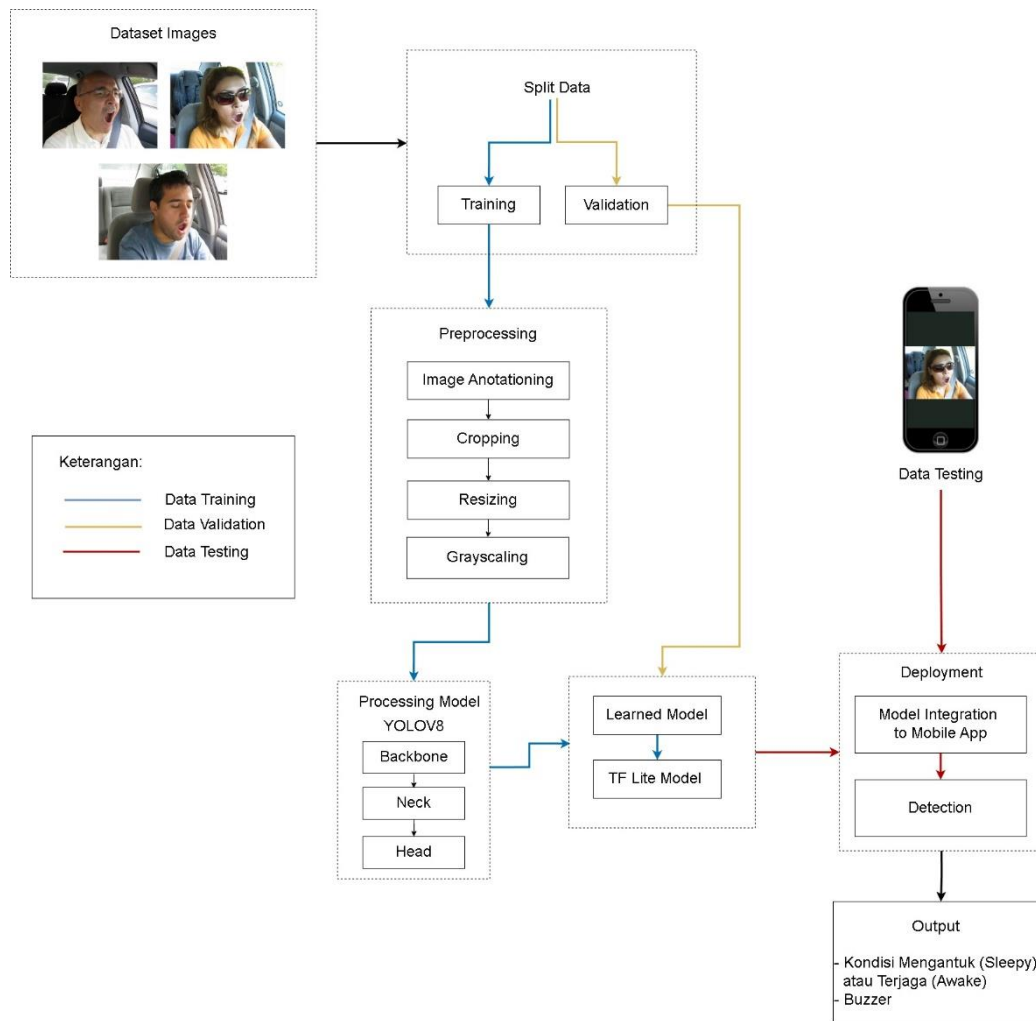 Dataset Images
Split Data
Training
Validation
Preprocessing
Image Anotationing
Cropping
Resizing
Grayscaling
Keterangan:
Data Training
Data Validation
Data Testing
Data Testing
Processing Model
YOLOV8
Backbone
Neck
Head
Learned Model
TF Lite Model
Deployment
Model Integration
to Mobile App
Detection
Output
- Kondisi Mengantuk (Sleepy)
atau Terjaga (Awake)
- Buzzer